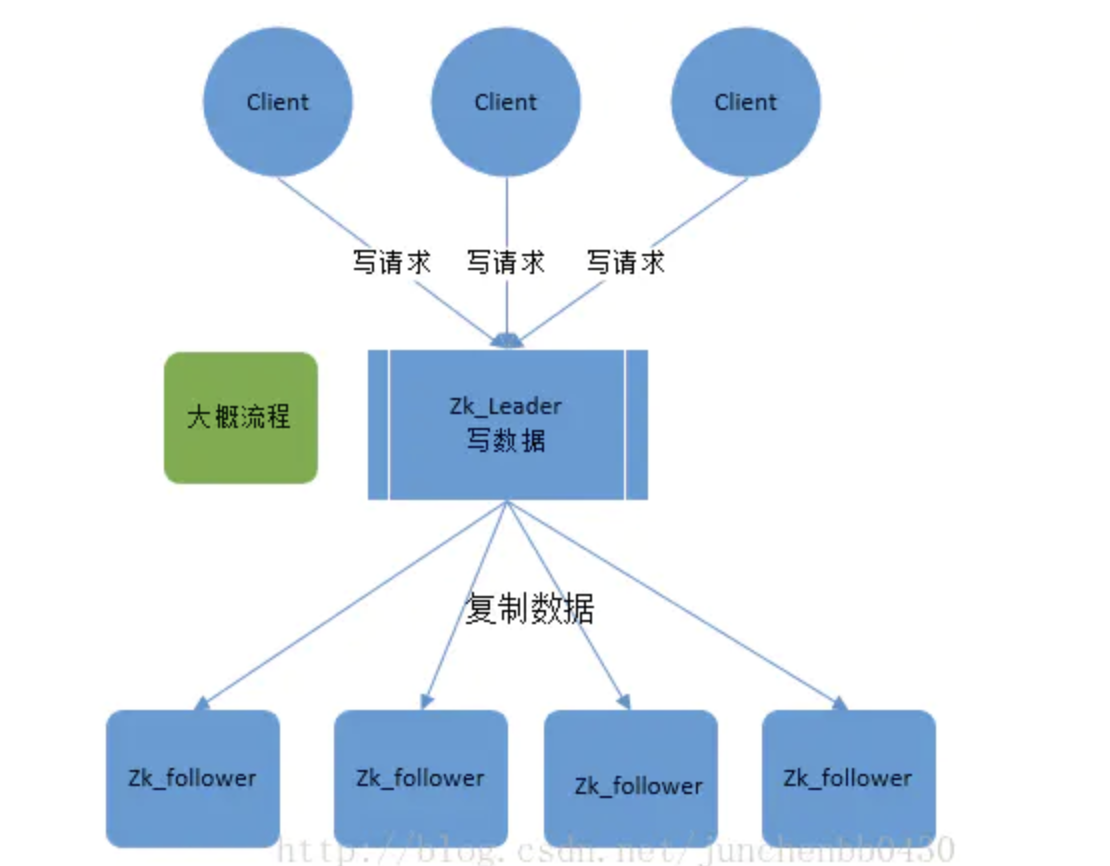 Client
Client
Client
写请求
写请求
写请求
大概流程
Zk_Leader
写数据
复制数据
Zk_follower
Zk_follower
Zk_follower
Zk_follower
http://blog.csdn.net/junchenbb0430